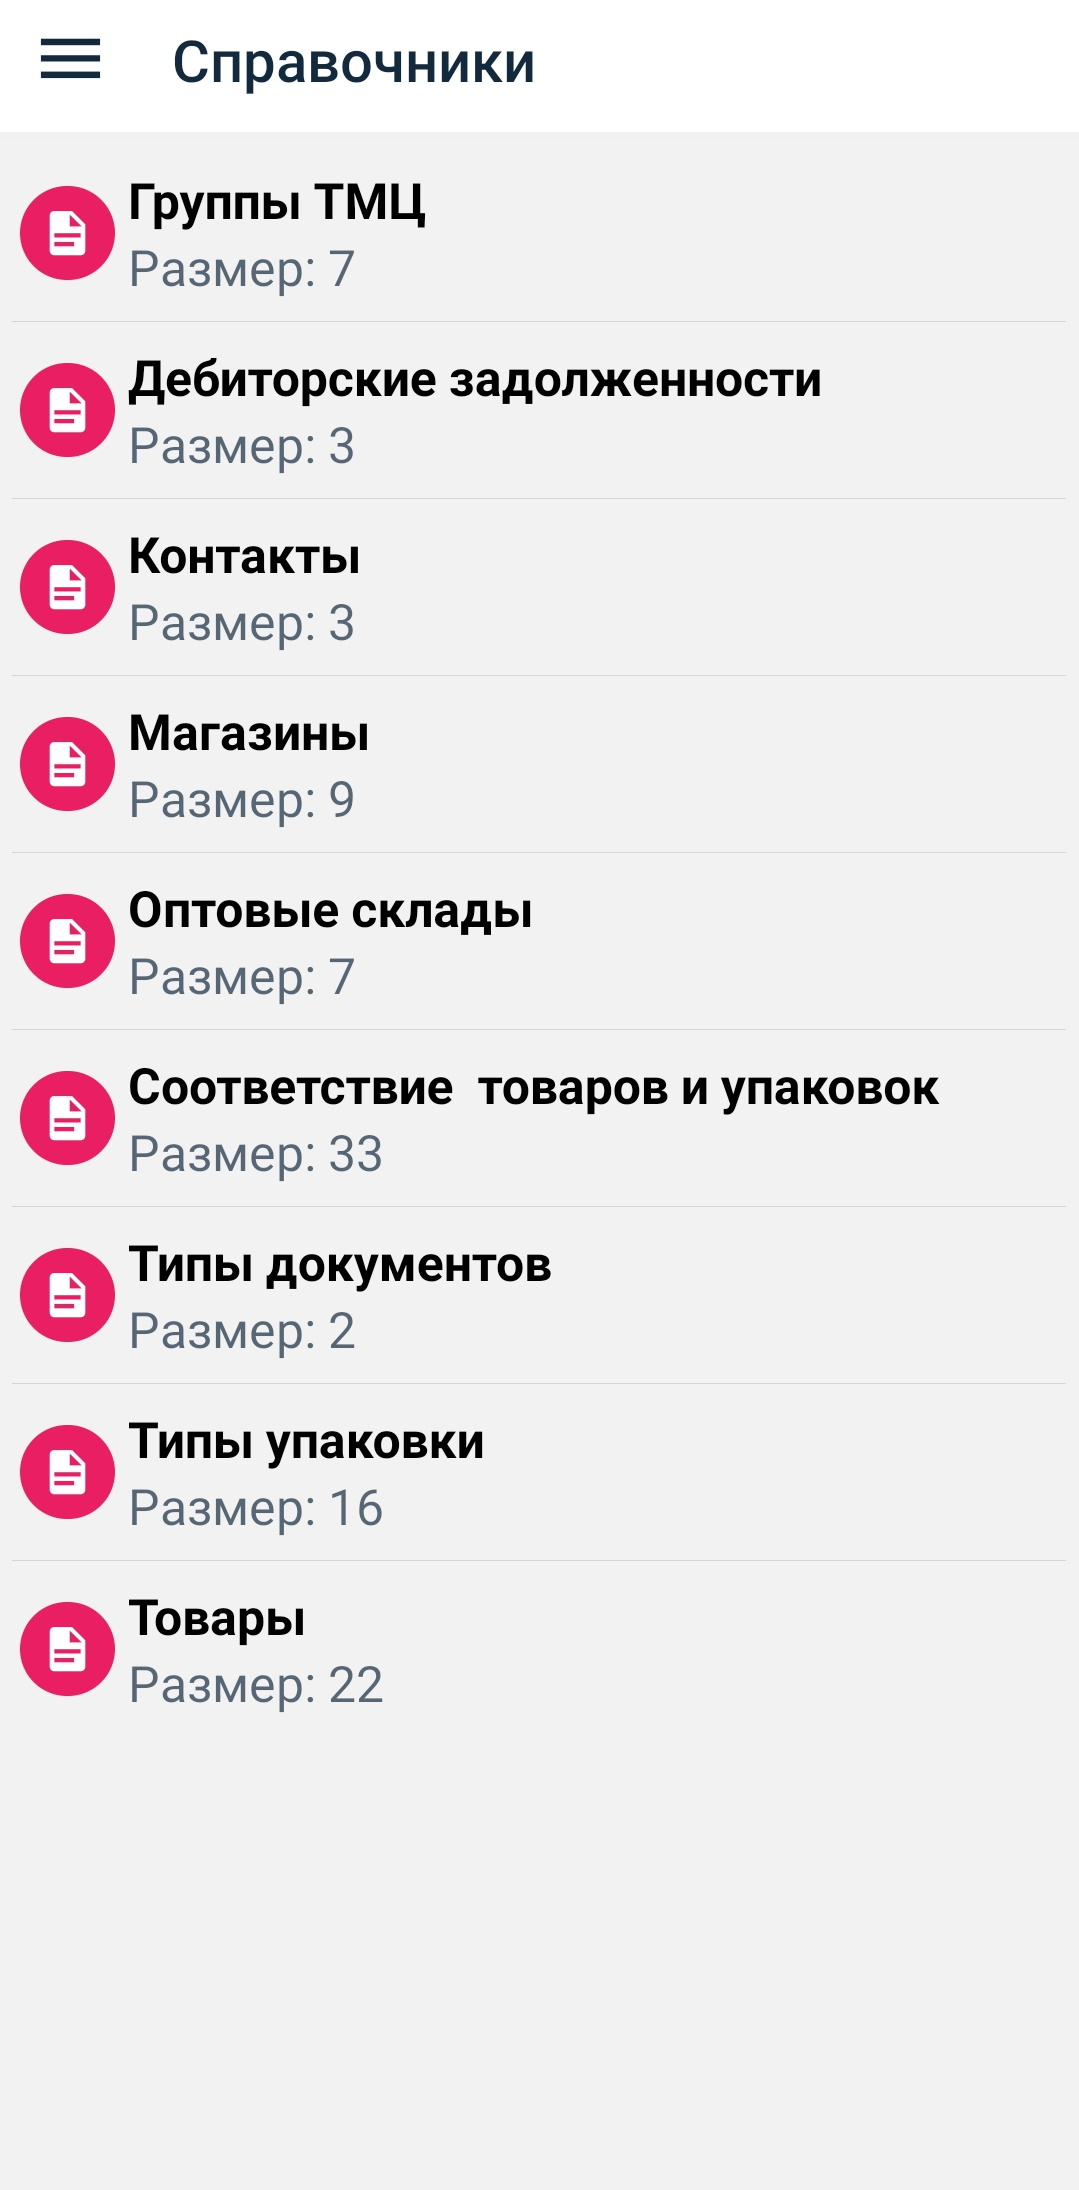 Справочники
Группы ТМЦ
Размер: 7
Дебиторские задолженности
Размер: 3
Контакты
Размер: 3
Магазины
Размер: 9
Оптовые склады
Размер: 7
Соответствие  товаров и упаковок
Размер: 33
Типы документов
Размер: 2
Типы упаковки
Размер: 16
Товары
Размер: 22